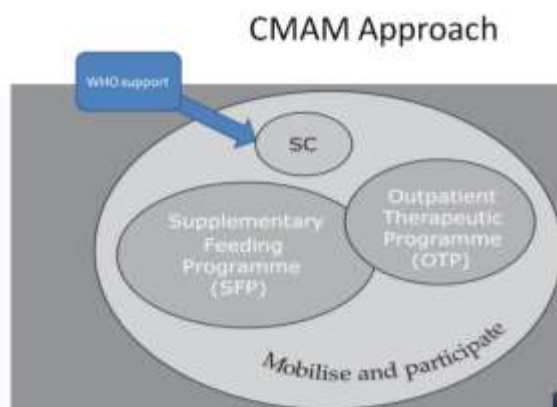 CMAM Approach
WHO support
SC
Supplementary
Feeding
Programme
(SFP)
Outpatient
Therapeutic
Programme
(OTP)
Mobilise and participate